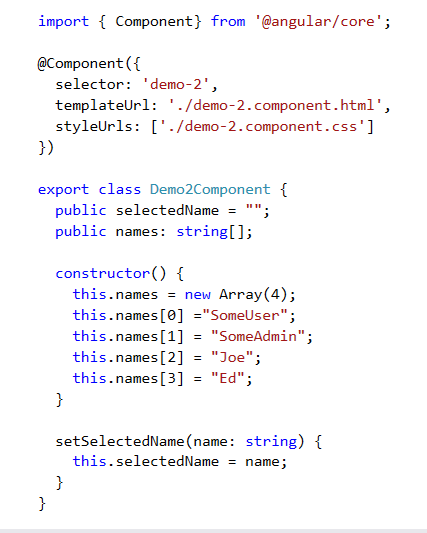 import { Component} from '@angular/core';
@Component({
  selector: 'demo-2',
  templateUrl: './demo-2.component.html',
  styleUrls: ['./demo-2.component.css']
})
export class Demo2Component {
  public selectedName = "";
  public names: string[];
  constructor() {
    this.names = new Array(4);
    this.names[0] ="SomeUser";
    this.names[1] = "SomeAdmin";
    this.names[2] = "Joe";
    this.names[3] = "Ed";
  }
  setSelectedName(name: string) {
    this.selectedName = name;
  }
}